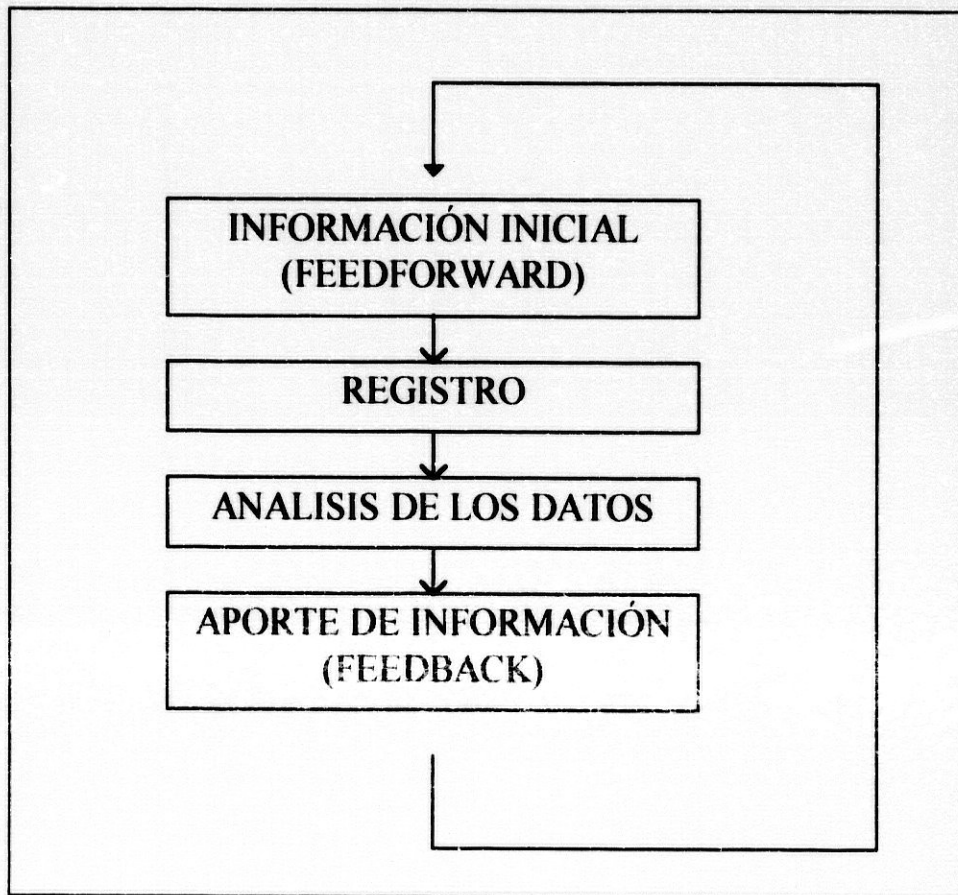 INFORMACIÓN INICIAL
(FEEDFORWARD)
REGISTRO
ANALISIS DE LOS DATOS
APORTE DE INFORMACIÓN
(FEEDBACK)